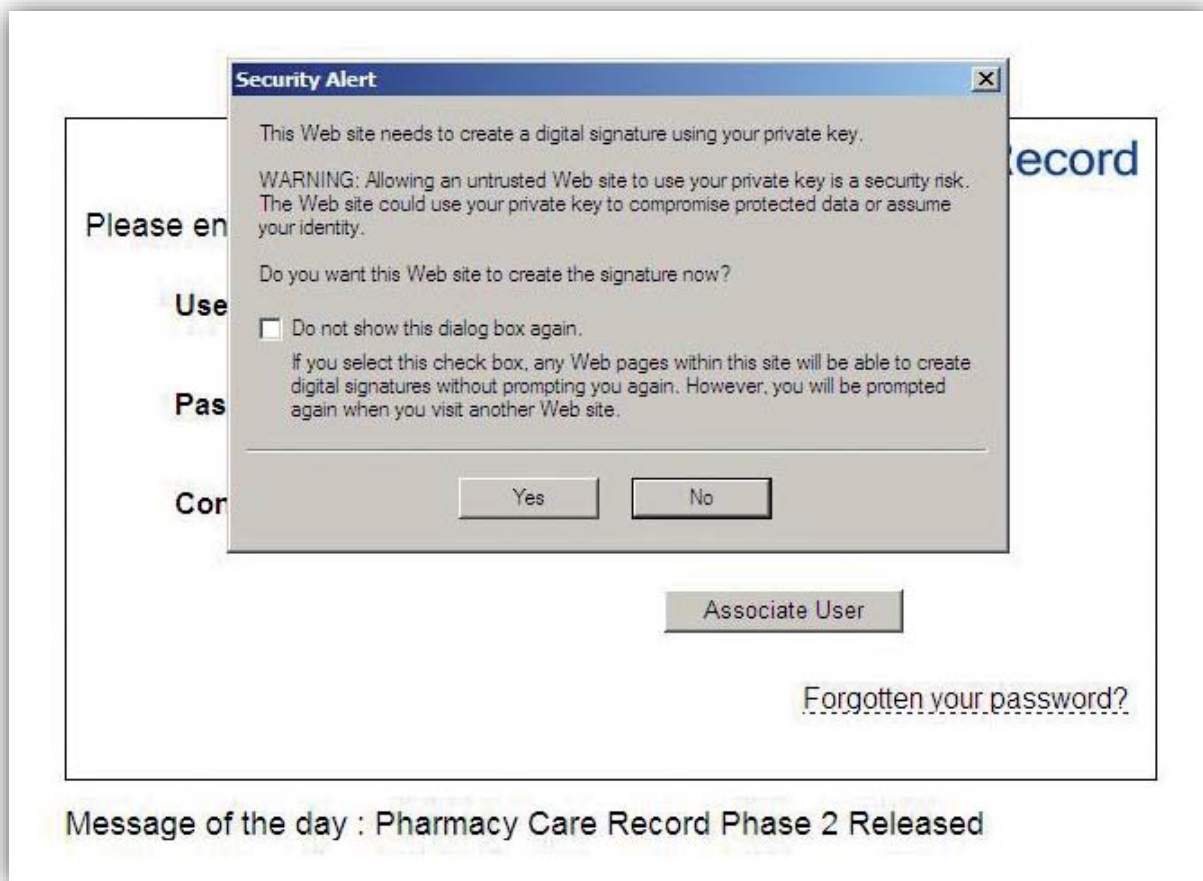 Security Alert
This Web site needs to create a digital signature using your private key.
WARNING: Allowing an untrusted Web site to use your private key is a security risk.
The Web site could use your private key to compromise protected data or assume
your identity.
Do you want this Web site to create the signature now?
Do not show this dialog box again.
If you select this check box, any Web pages within this site will be able to create
digital signatures without prompting you again. However, you will be prompted
again when you visit another Web site.
Yes No
ecord
Please en
Use
Pas
Con
Associate User
Forgotten your password?
Message of the day : Pharmacy Care Record Phase 2 Released